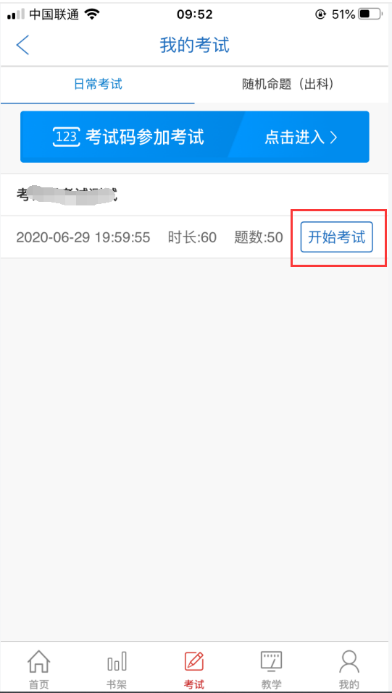 中国联通 09:52 51%
我的考试
日常考试 随机命题（出科）
123 考试码参加考试 点击进入
考
2020-06-29 19:59:55 时长:60 题数:50 开始考试
首页 书架 考试 教学 我的